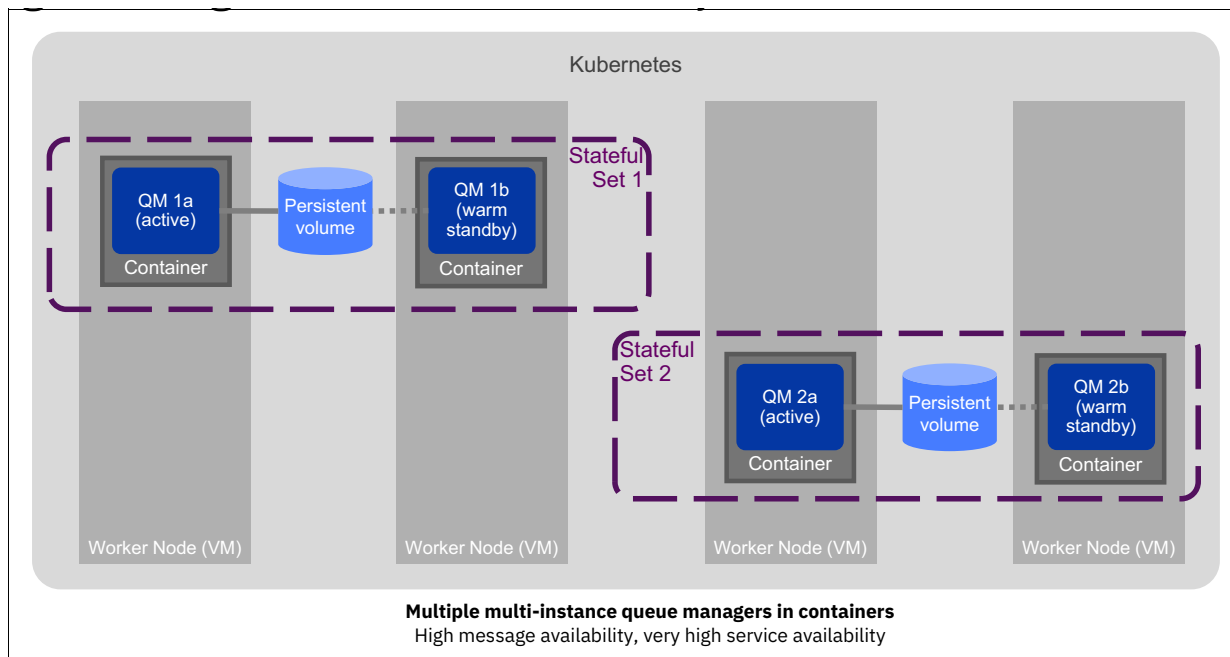 Kubernetes
Stateful
Set 1
QM 1a
(active)
Container
Persistent
volume
QM 1b
(warm
standby)
Container
Stateful
Set 2
QM 2a
(active)
Container
Persistent
volume
QM 2b
(warm
standby)
Container
Worker Node (VM)
Worker Node (VM)
Worker Node (VM)
Worker Node (VM)
Multiple multi-instance queue managers in containers
High message availability, very high service availability